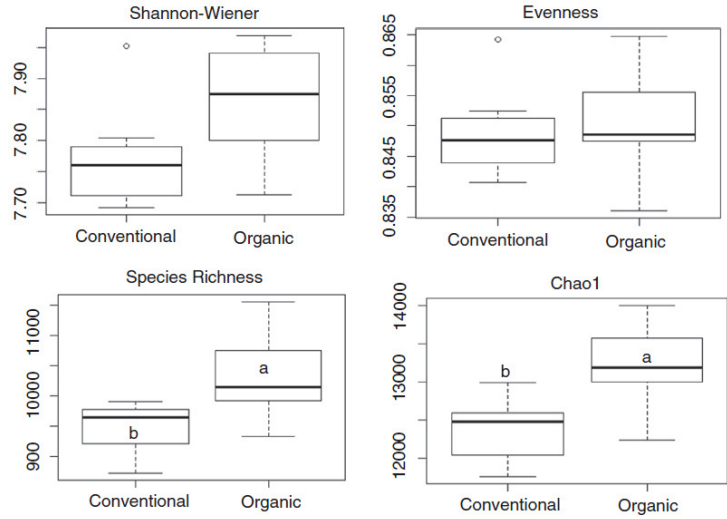 Shannon-Wiener
7.90
7.80
7.70
Conventional
Organic
Evenness
0.865
0.855
0.845
0.835
Conventional
Organic
Species Richness
11000
10000
900
a
b
Conventional
Organic
Chao1
14000
13000
12000
b
a
Conventional
Organic